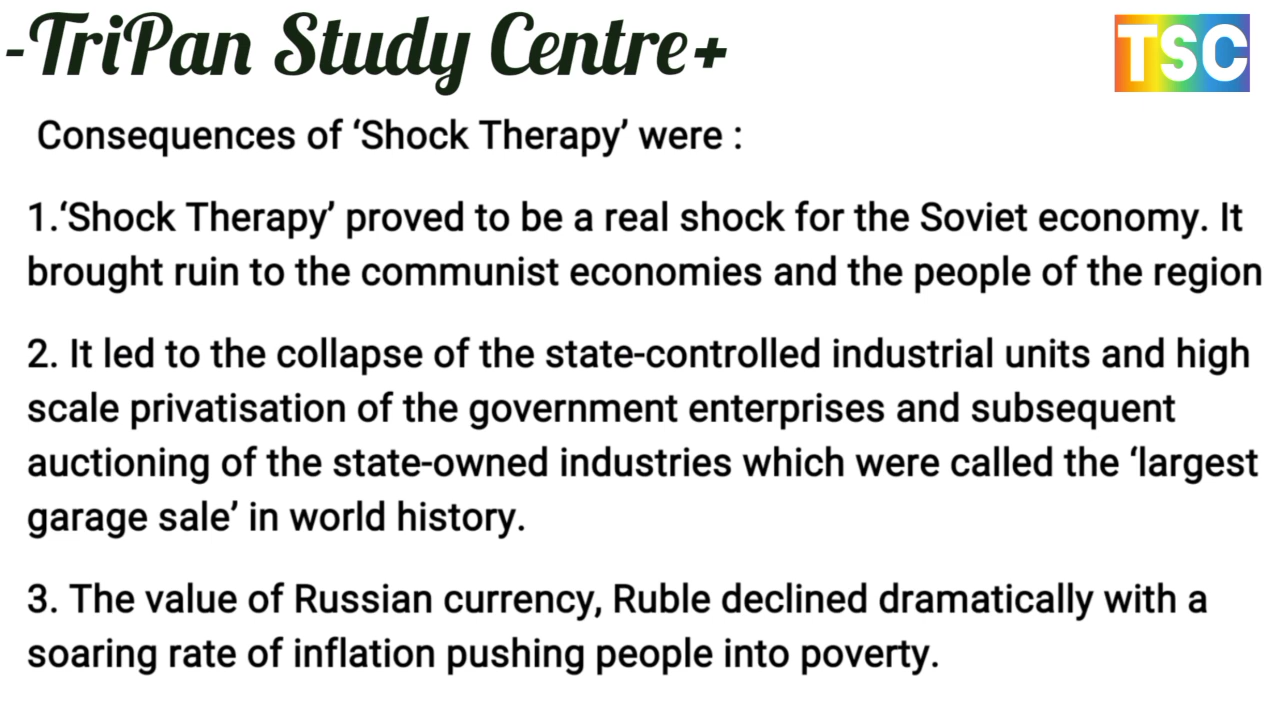 -TriPan Study Centre+
TSC
Consequences of ‘Shock Therapy’ were :
1.‘Shock Therapy’ proved to be a real shock for the Soviet economy. It
brought ruin to the communist economies and the people of the region
2. It led to the collapse of the state-controlled industrial units and high
scale privatisation of the government enterprises and subsequent
auctioning of the state-owned industries which were called the ‘largest
garage sale’ in world history.
3. The value of Russian currency, Ruble declined dramatically with a
soaring rate of inflation pushing people into poverty.